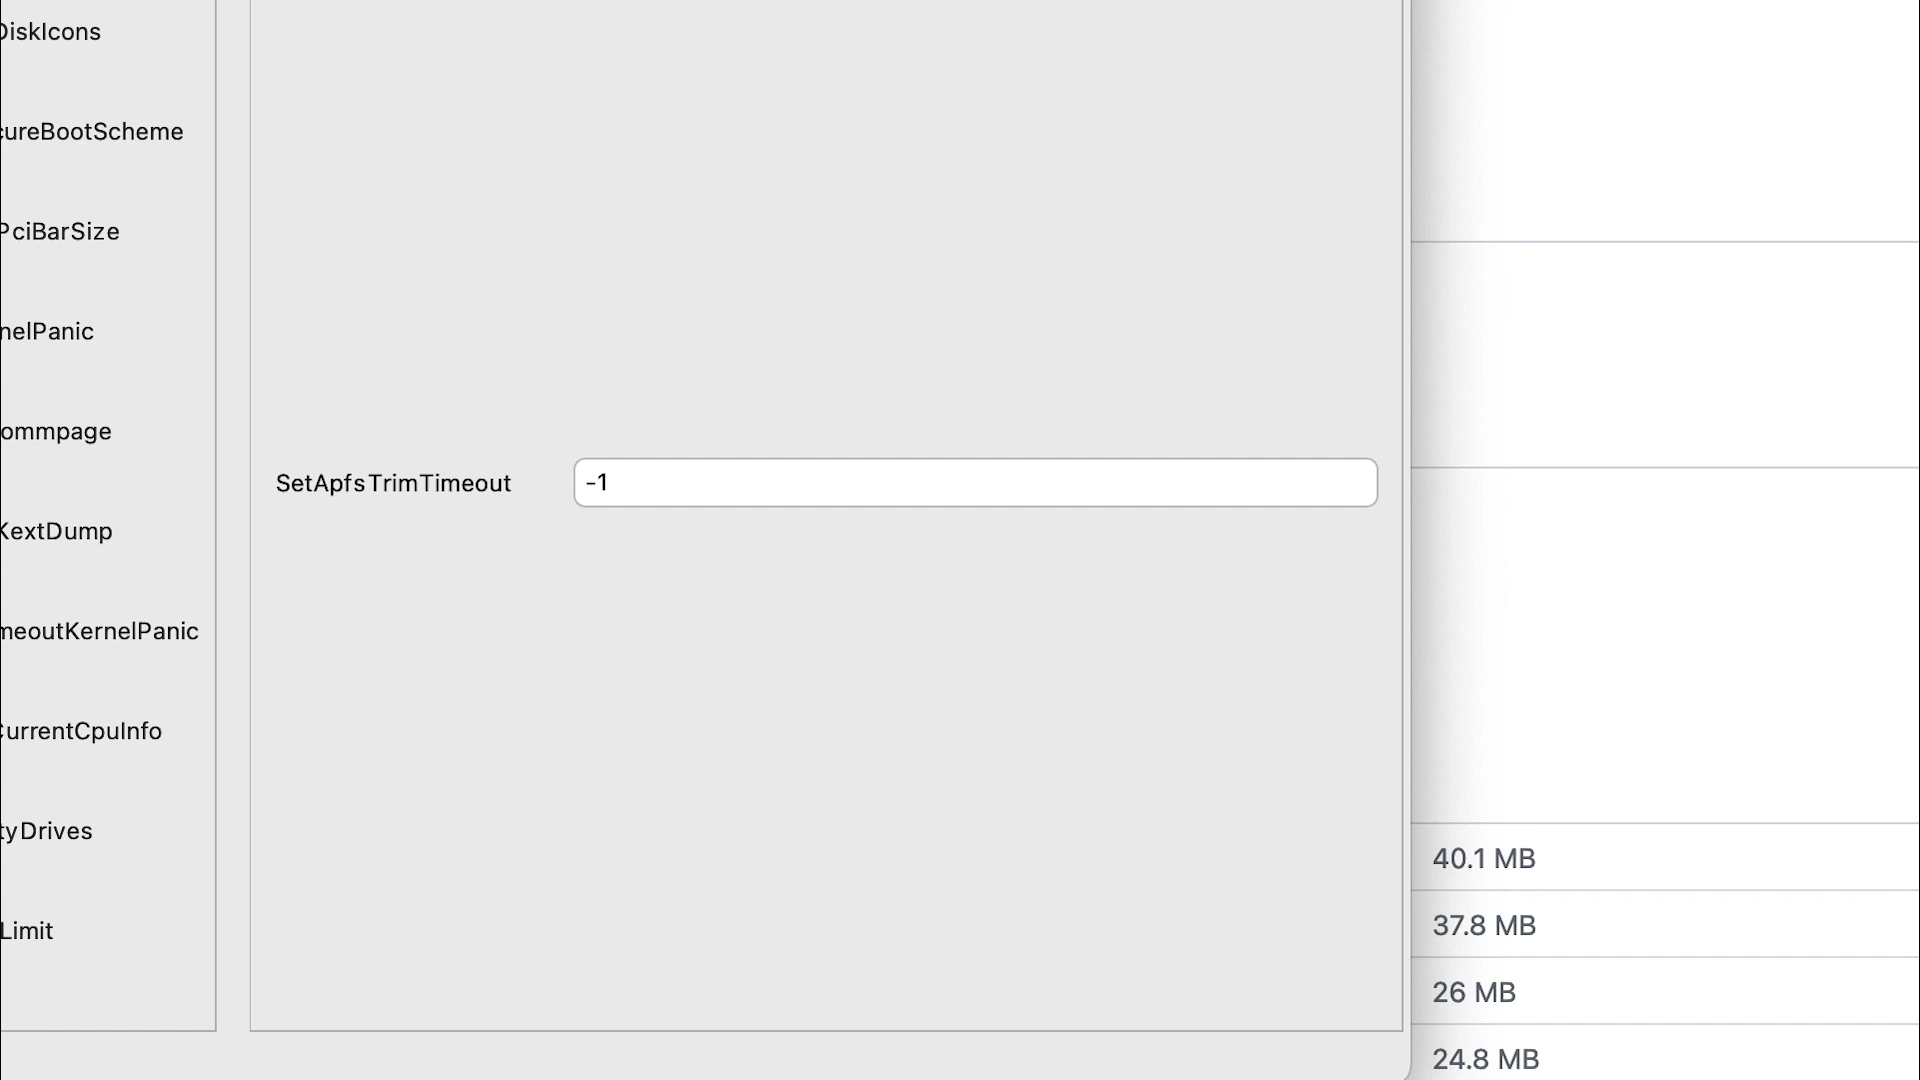 DiskIcons
cureBootScheme
PciBarSize
nelPanic
ommpage
KextDump
meoutKernelPanic
CurrentCpuInfo
tyDrives
Limit
SetApfsTrimTimeout
-1
40.1 MB
37.8 MB
26 MB
24.8 MB